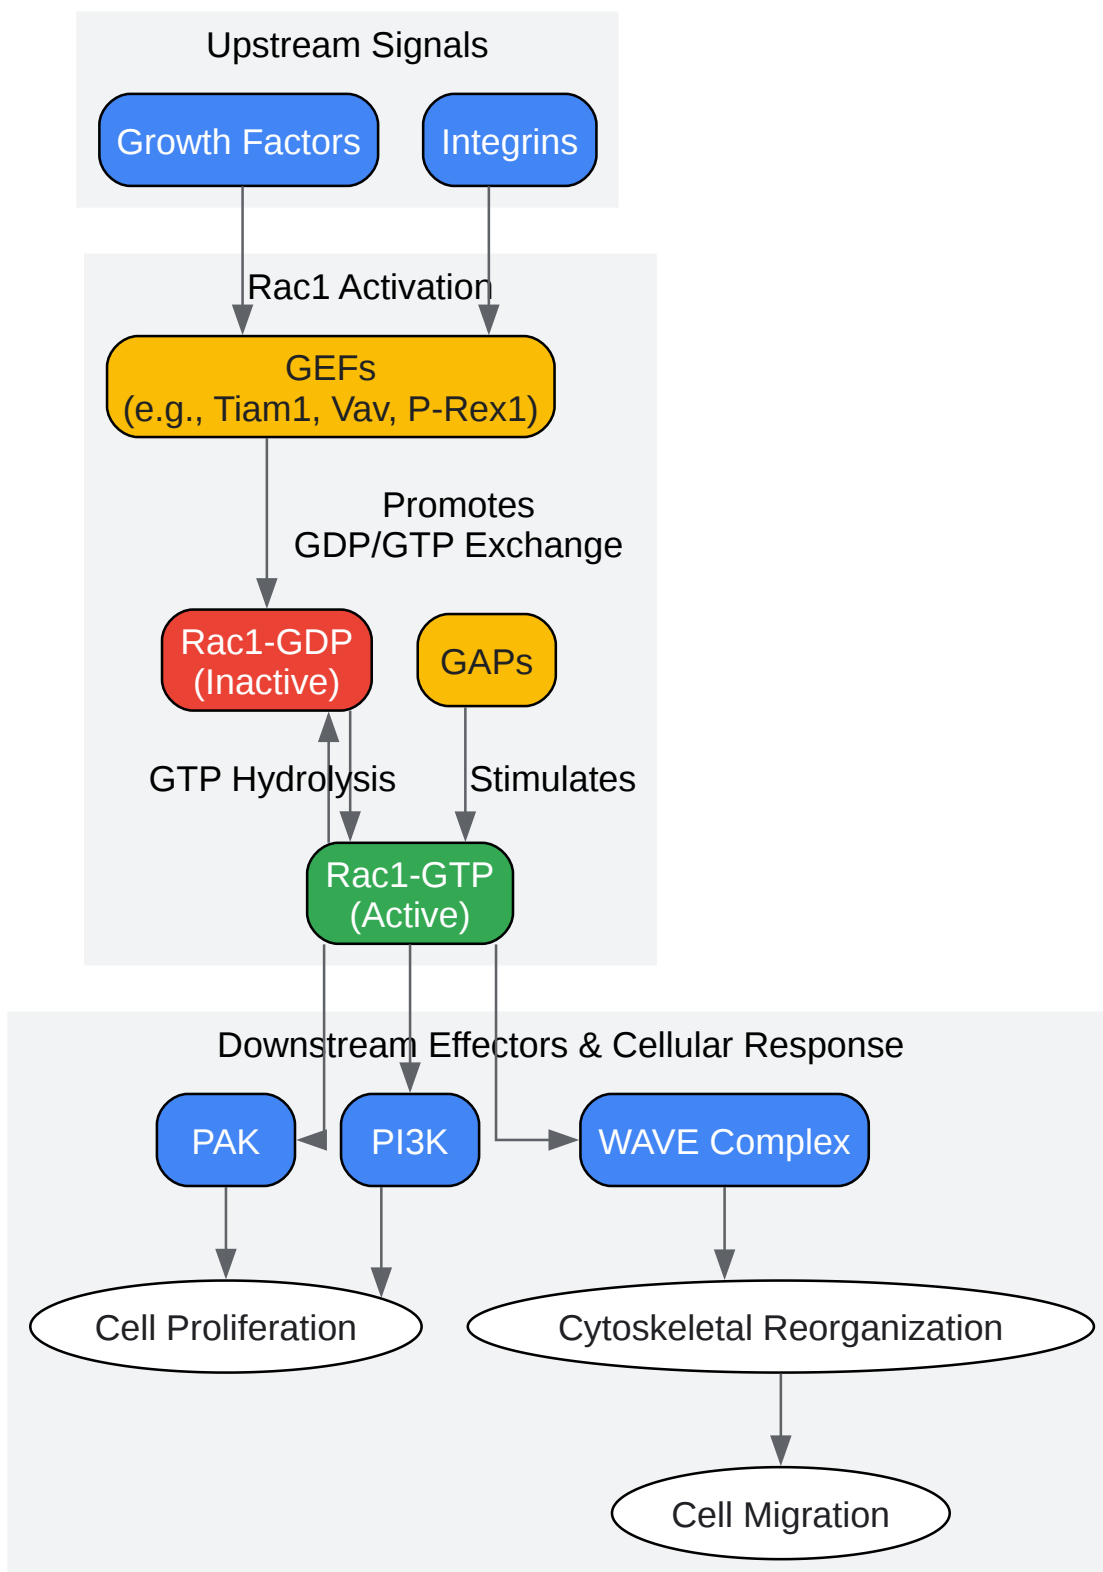 Upstream Signals
Growth Factors
Integrins
Rac1 Activation
GEFs
(e.g., Tiam1, Vav, P-Rex1)
Promotes
GDP/GTP Exchange
Rac1-GDP
(Inactive)
GAPs
GTP Hydrolysis
Stimulates
Rac1-GTP
(Active)
Downstream Effectors & Cellular Response
PAK
PI3K
WAVE Complex
Cell Proliferation
Cytoskeletal Reorganization
Cell Migration